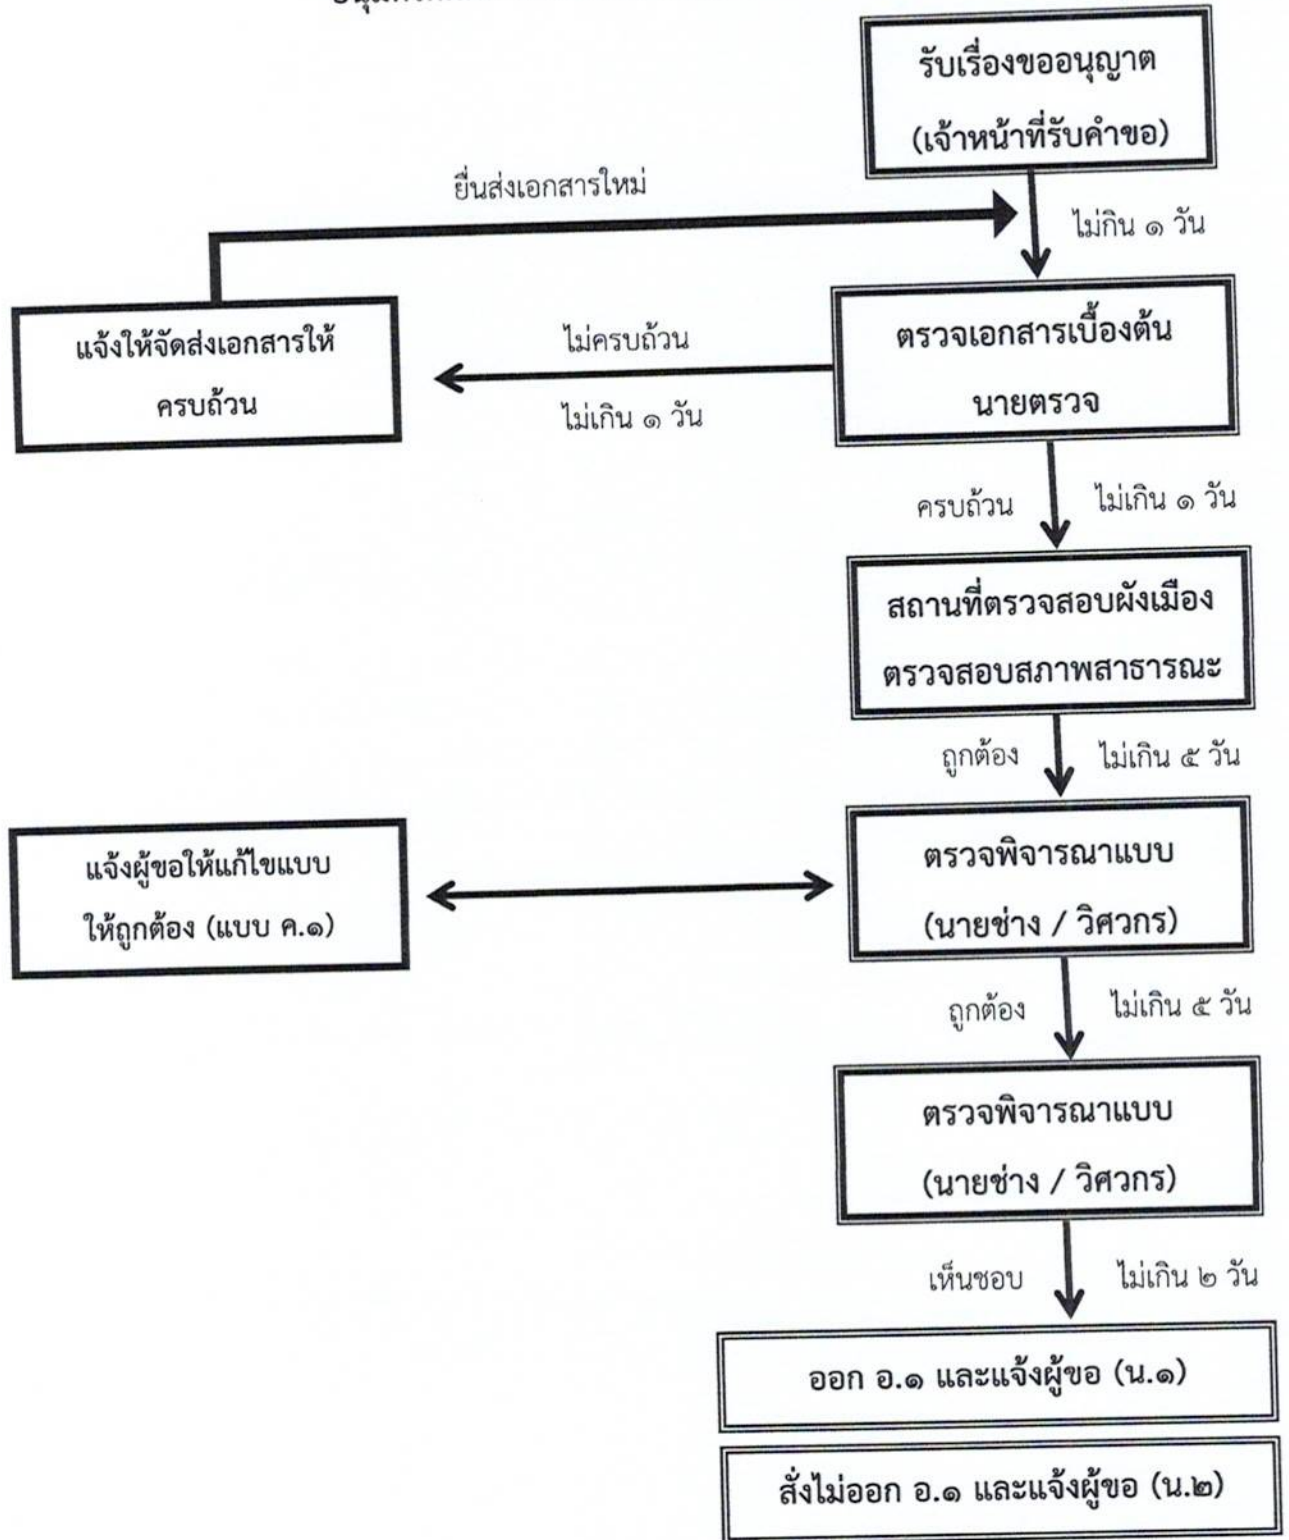 รับเรื่องขออนุญาต
(เจ้าหน้าที่รับคำขอ)
ยื่นส่งเอกสารใหม่
ไม่กิน ๑ วัน
แจ้งให้จัดส่งเอกสารให้
ครบถ้วน
ไม่ครบถ้วน
ไม่เกิน ๑ วัน
ตรวจเอกสารเบื้องต้น
นายตรวจ
ครบถ้วน
ไม่เกิน ๑ วัน
สถานที่ตรวจสอบผังเมือง
ตรวจสอบสภาพสาธารณะ
ถูกต้อง
ไม่เกิน ๕ วัน
แจ้งผู้ขอให้แก้ไขแบบ
ให้ถูกต้อง (แบบ ค.๑)
ตรวจพิจารณาแบบ
(นายช่าง / วิศวกร)
ถูกต้อง
ไม่เกิน ๕ วัน
ตรวจพิจารณาแบบ
(นายช่าง / วิศวกร)
เห็นชอบ
ไม่เกิน ๒ วัน
ออก อ.๑ และแจ้งผู้ขอ (น.๑)
สั่งไม่ออก อ.๑ และแจ้งผู้ขอ (น.๒)